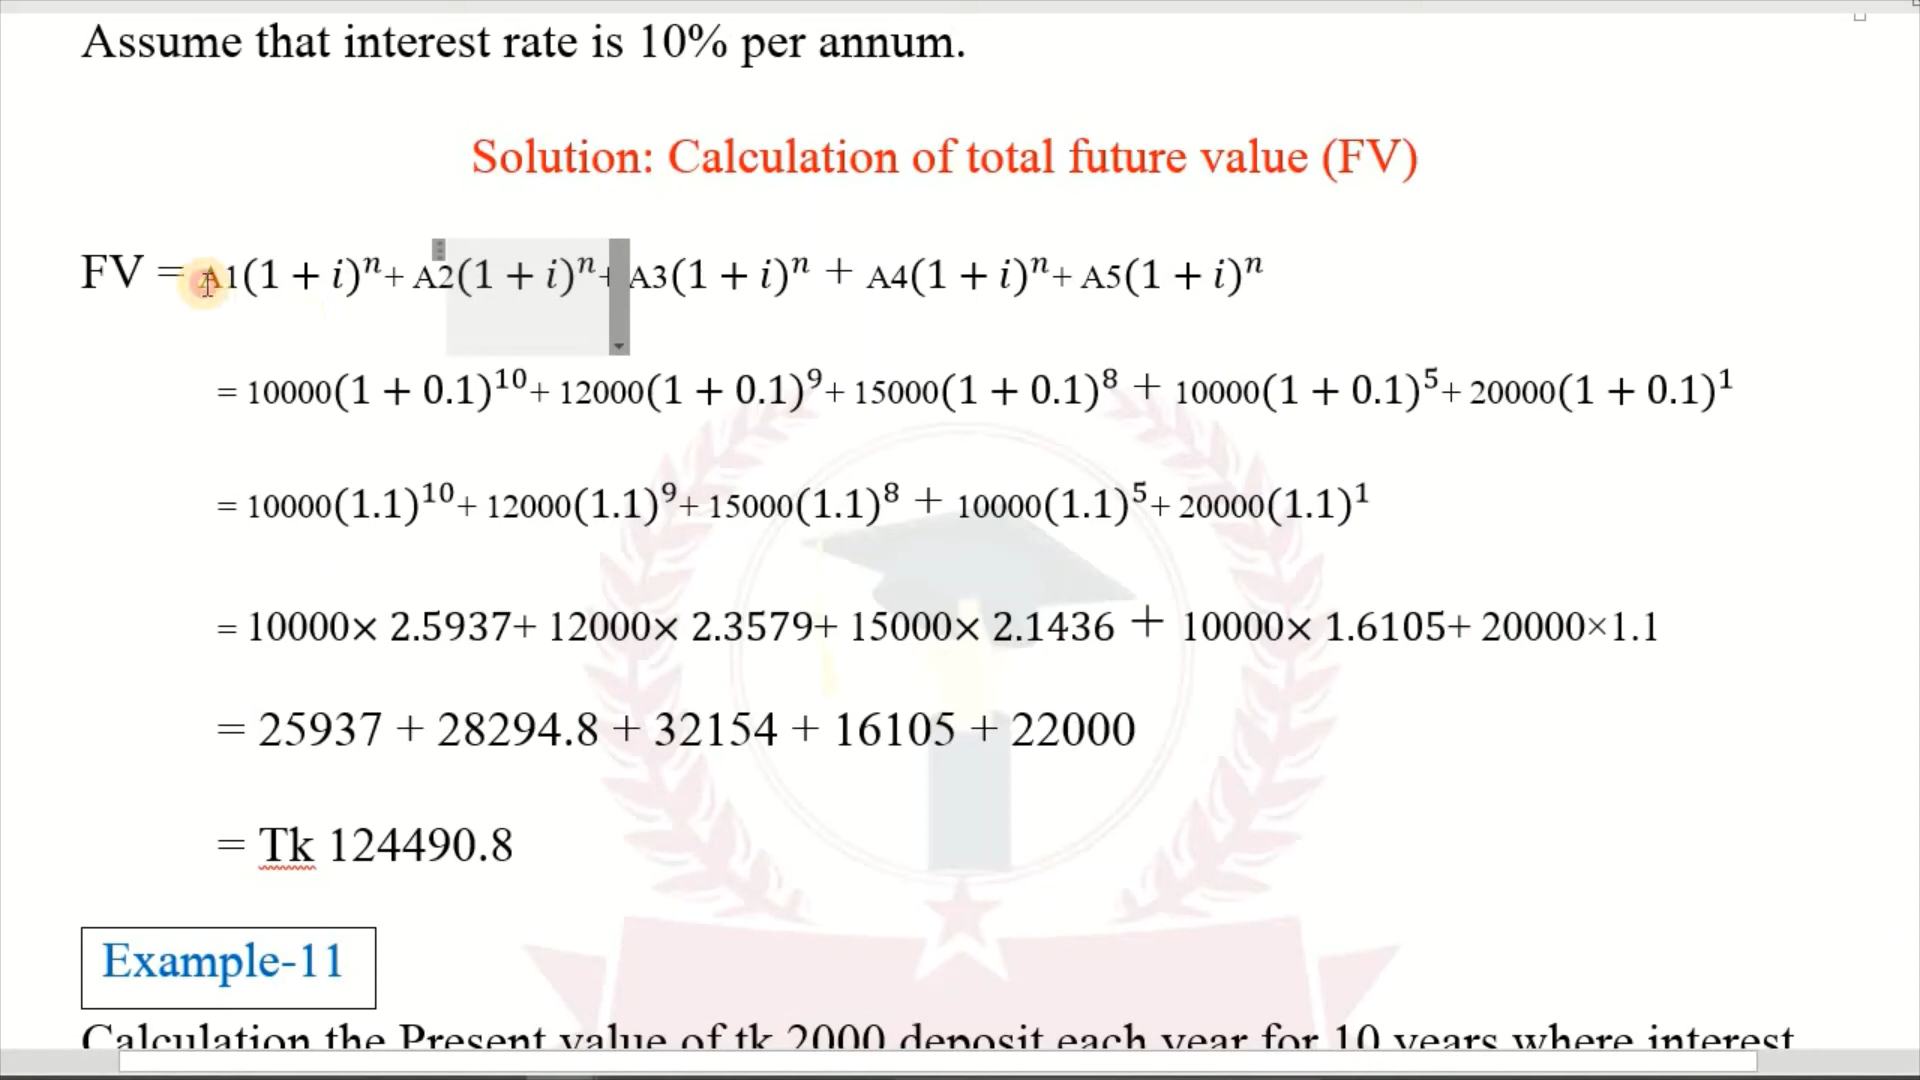 Assume that interest rate is 10% per annum.
Solution: Calculation of total future value (FV)
FV = A1(1 + i)ⁿ+ A2(1 + i)ⁿ+ A3(1 + i)ⁿ + A4(1 + i)ⁿ+ A5(1 + i)ⁿ
= 10000(1 + 0.1)¹⁰+ 12000(1 + 0.1)⁹+ 15000(1 + 0.1)⁸ + 10000(1 + 0.1)⁵+ 20000(1 + 0.1)¹
= 10000(1.1)¹⁰+ 12000(1.1)⁹+ 15000(1.1)⁸ + 10000(1.1)⁵+ 20000(1.1)¹
= 10000× 2.5937+ 12000× 2.3579+ 15000× 2.1436 + 10000× 1.6105+ 20000×1.1
= 25937 + 28294.8 + 32154 + 16105 + 22000
= Tk 124490.8
Example-11
Calculation the Present value of tk 2000 deposit each year for 10 years where interest